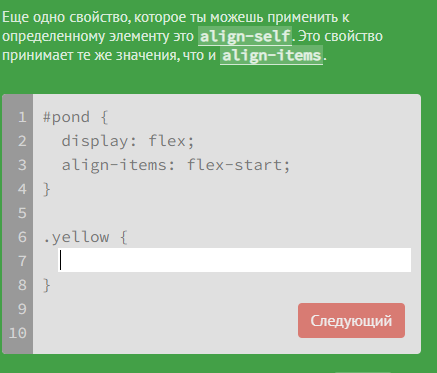 Еще одно свойство, которое ты можешь применить к
определенному элементу это align-self. Это свойство
принимает те же значения, что и align-items.
1 #pond {
2 display: flex;
3 align-items: flex-start;
4 }
5
6 .yellow {
7
8 }
9
Следующий
10